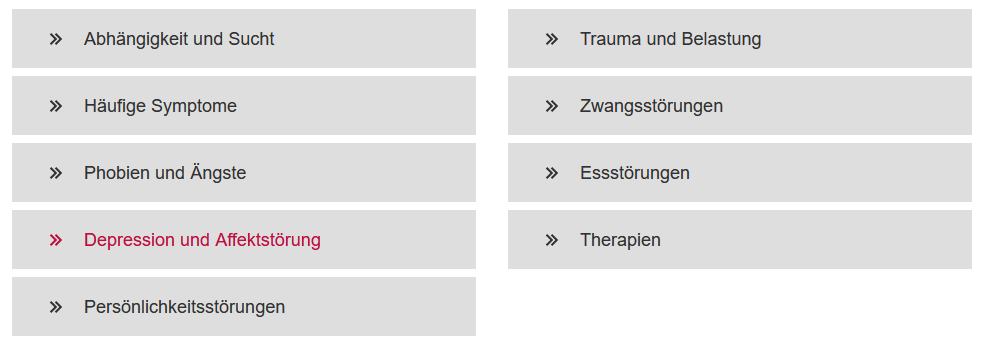 Abhängigkeit und Sucht
Häufige Symptome
Phobien und Ängste
Depression und Affektstörung
Persönlichkeitsstörungen
Trauma und Belastung
Zwangsstörungen
Essstörungen
Therapien